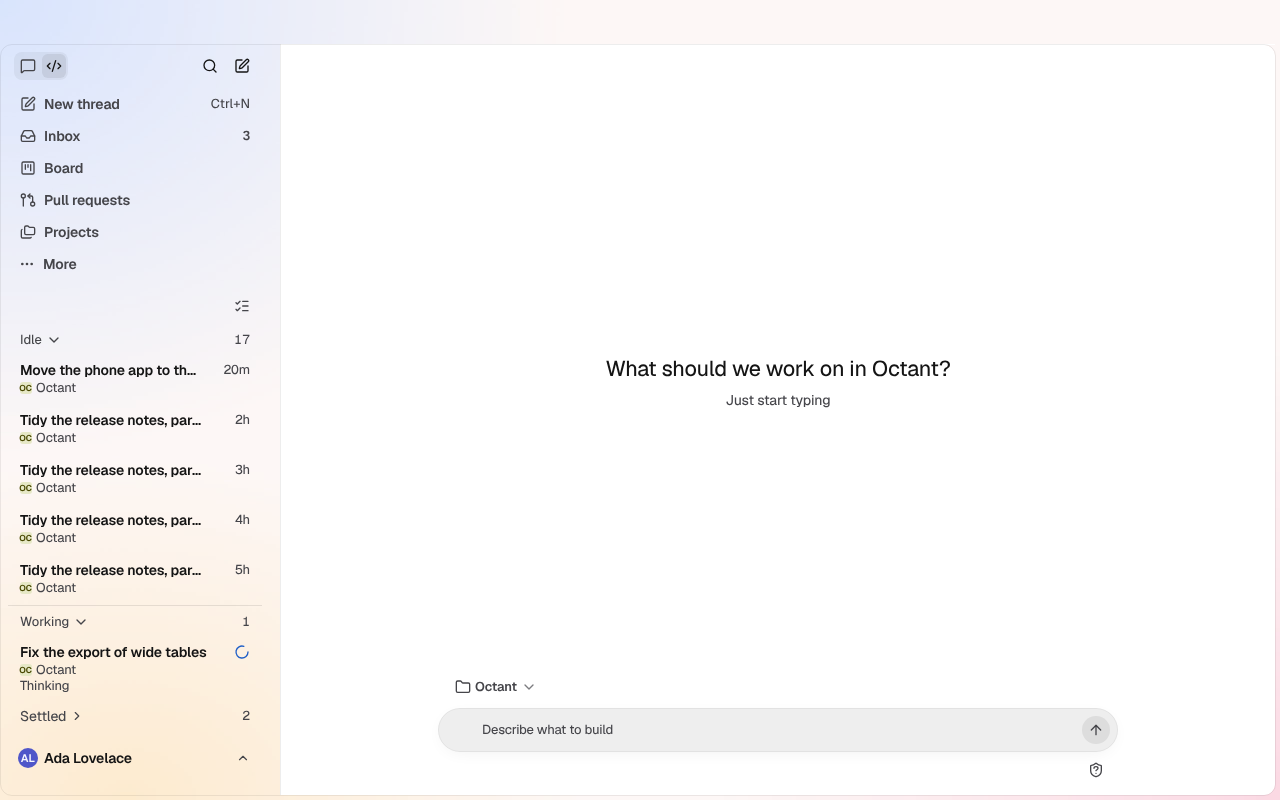 New thread Ctrl+N
Inbox 3
Board
Pull requests
Projects
More
Idle 17
Move the phone app to th... 20m
OC Octant
Tidy the release notes, par... 2h
OC Octant
Tidy the release notes, par... 3h
OC Octant
Tidy the release notes, par... 4h
OC Octant
Tidy the release notes, par... 5h
OC Octant
Working 1
Fix the export of wide tables
OC Octant
Thinking
Settled 2
AL Ada Lovelace
What should we work on in Octant?
Just start typing
Octant
Describe what to build